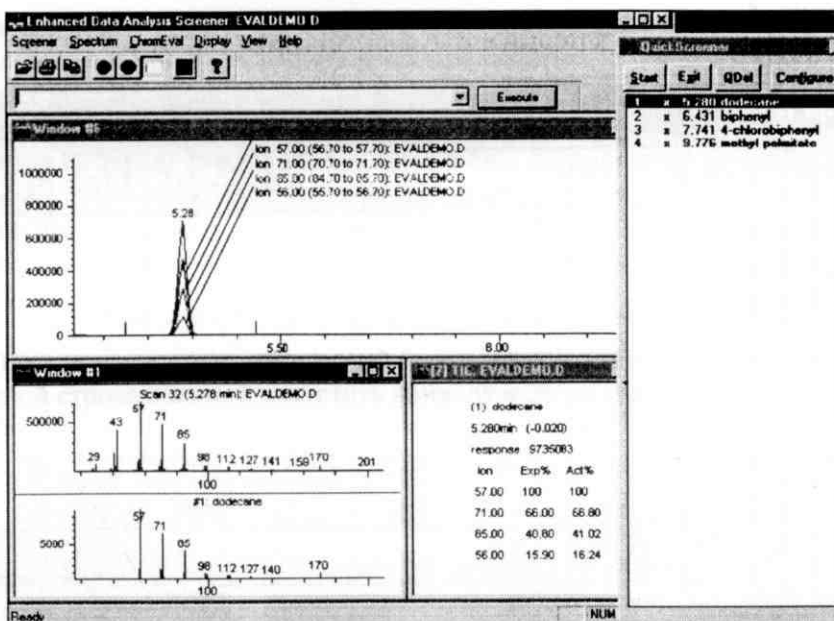 Enhanced Data Analysis Screener: EVALDEMO.D
Screener Spectrum ChromEval Display View Help
Execute
Window #6
Ion 57.00 (56.70 to 57.70): EVALDEMO.D
Ion 71.00 (70.70 to 71.70): EVALDEMO.D
Ion 85.00 (84.70 to 85.70): EVALDEMO.D
Ion 56.00 (55.70 to 56.70): EVALDEMO.D
1000000
800000
600000
400000
200000
0
5.28
5.50
6.00
Window #1
Scan 32 (5.278 min): EVALDEMO.D
500000
29
43
57
71
85
98
112
127
141
159
170
201
100
#1 dodecane
5000
57
71
85
98
112
127
140
170
100
[7] TIC: EVALDEMO.D
(1) dodecane
5.280min (-0.020)
response 9735083
Ion Exp% Act%
57.00 100 100
71.00 66.00 66.80
85.00 40.80 41.02
56.00 15.90 16.24
Ready
NUM
QuickScreener
Start Exit QDel Configure
1 x 5.280 dodecane
2 x 6.431 biphenyl
3 x 7.741 4-chlorobiphenyl
4 x 9.776 methyl palmitate